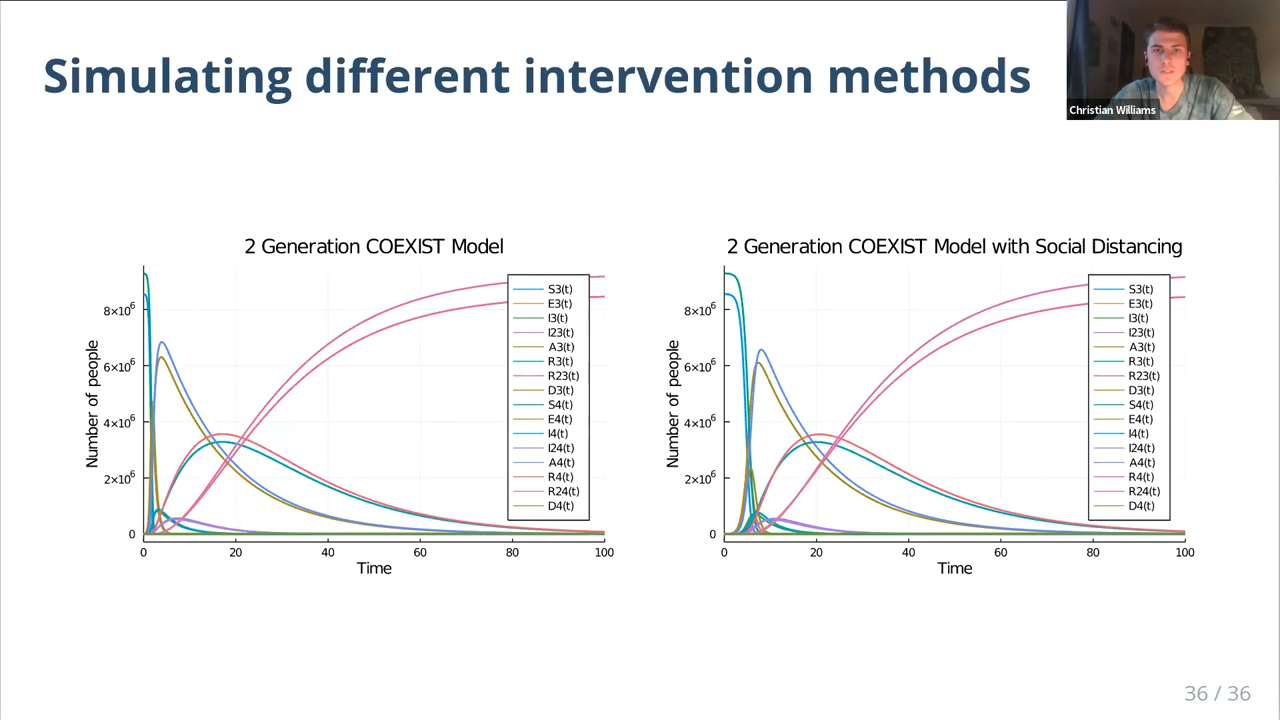 Simulating different intervention methods
Christian Williams
2 Generation COEXIST Model
Number of people
8×10⁶
6×10⁶
4×10⁶
2×10⁶
0
0 20 40 60 80 100
Time
S3(t)
E3(t)
I3(t)
I23(t)
A3(t)
R3(t)
R23(t)
D3(t)
S4(t)
E4(t)
I4(t)
I24(t)
A4(t)
R4(t)
R24(t)
D4(t)
2 Generation COEXIST Model with Social Distancing
Number of people
8×10⁶
6×10⁶
4×10⁶
2×10⁶
0
0 20 40 60 80 100
Time
S3(t)
E3(t)
I3(t)
I23(t)
A3(t)
R3(t)
R23(t)
D3(t)
S4(t)
E4(t)
I4(t)
I24(t)
A4(t)
R4(t)
R24(t)
D4(t)
36 / 36